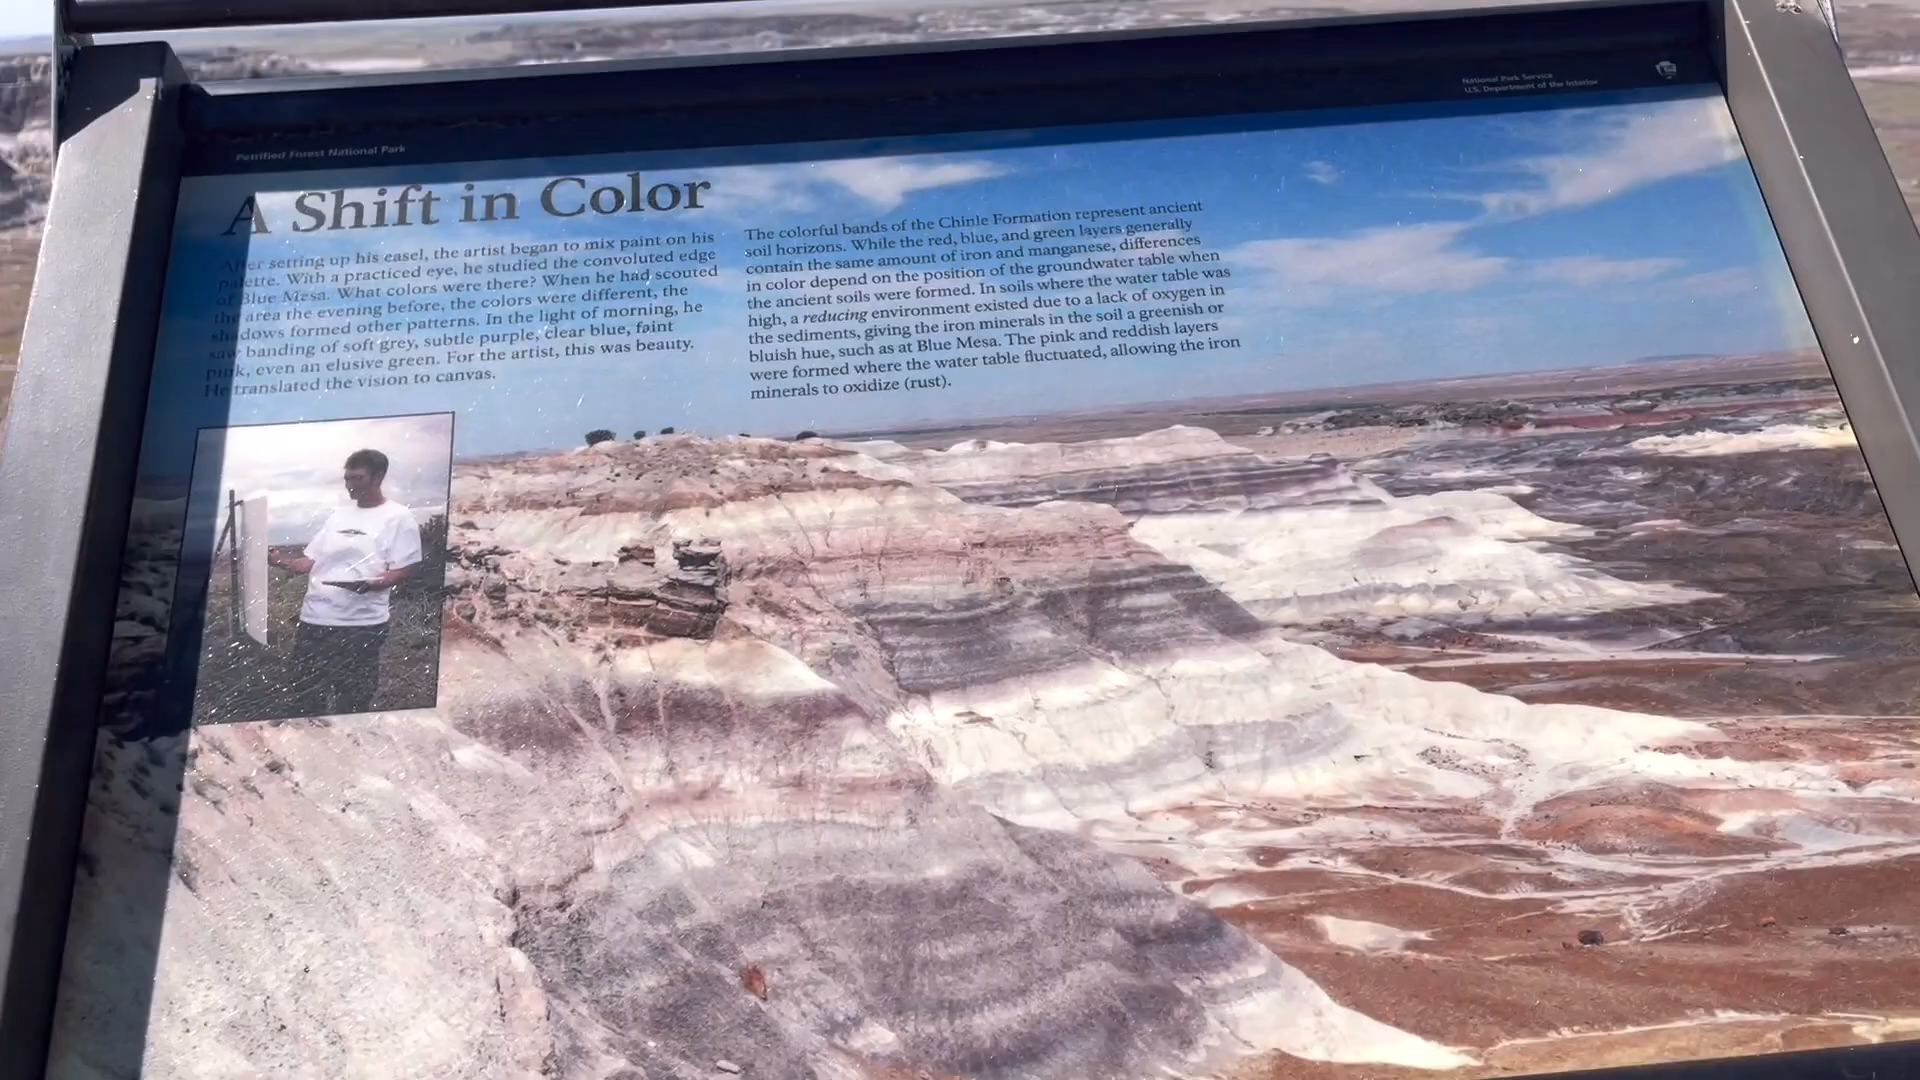 National Park Service
U.S. Department of the Interior
Petrified Forest National Park
A Shift in Color
After setting up his easel, the artist began to mix paint on his
palette. With a practiced eye, he studied the convoluted edge
of Blue Mesa. What colors were there? When he had scouted
the area the evening before, the colors were different, the
shadows formed other patterns. In the light of morning, he
saw banding of soft grey, subtle purple, clear blue, faint
pink, even an elusive green. For the artist, this was beauty.
He translated the vision to canvas.
The colorful bands of the Chinle Formation represent ancient
soil horizons. While the red, blue, and green layers generally
contain the same amount of iron and manganese, differences
in color depend on the position of the groundwater table when
the ancient soils were formed. In soils where the water table was
high, a reducing environment existed due to a lack of oxygen in
the sediments, giving the iron minerals in the soil a greenish or
bluish hue, such as at Blue Mesa. The pink and reddish layers
were formed where the water table fluctuated, allowing the iron
minerals to oxidize (rust).